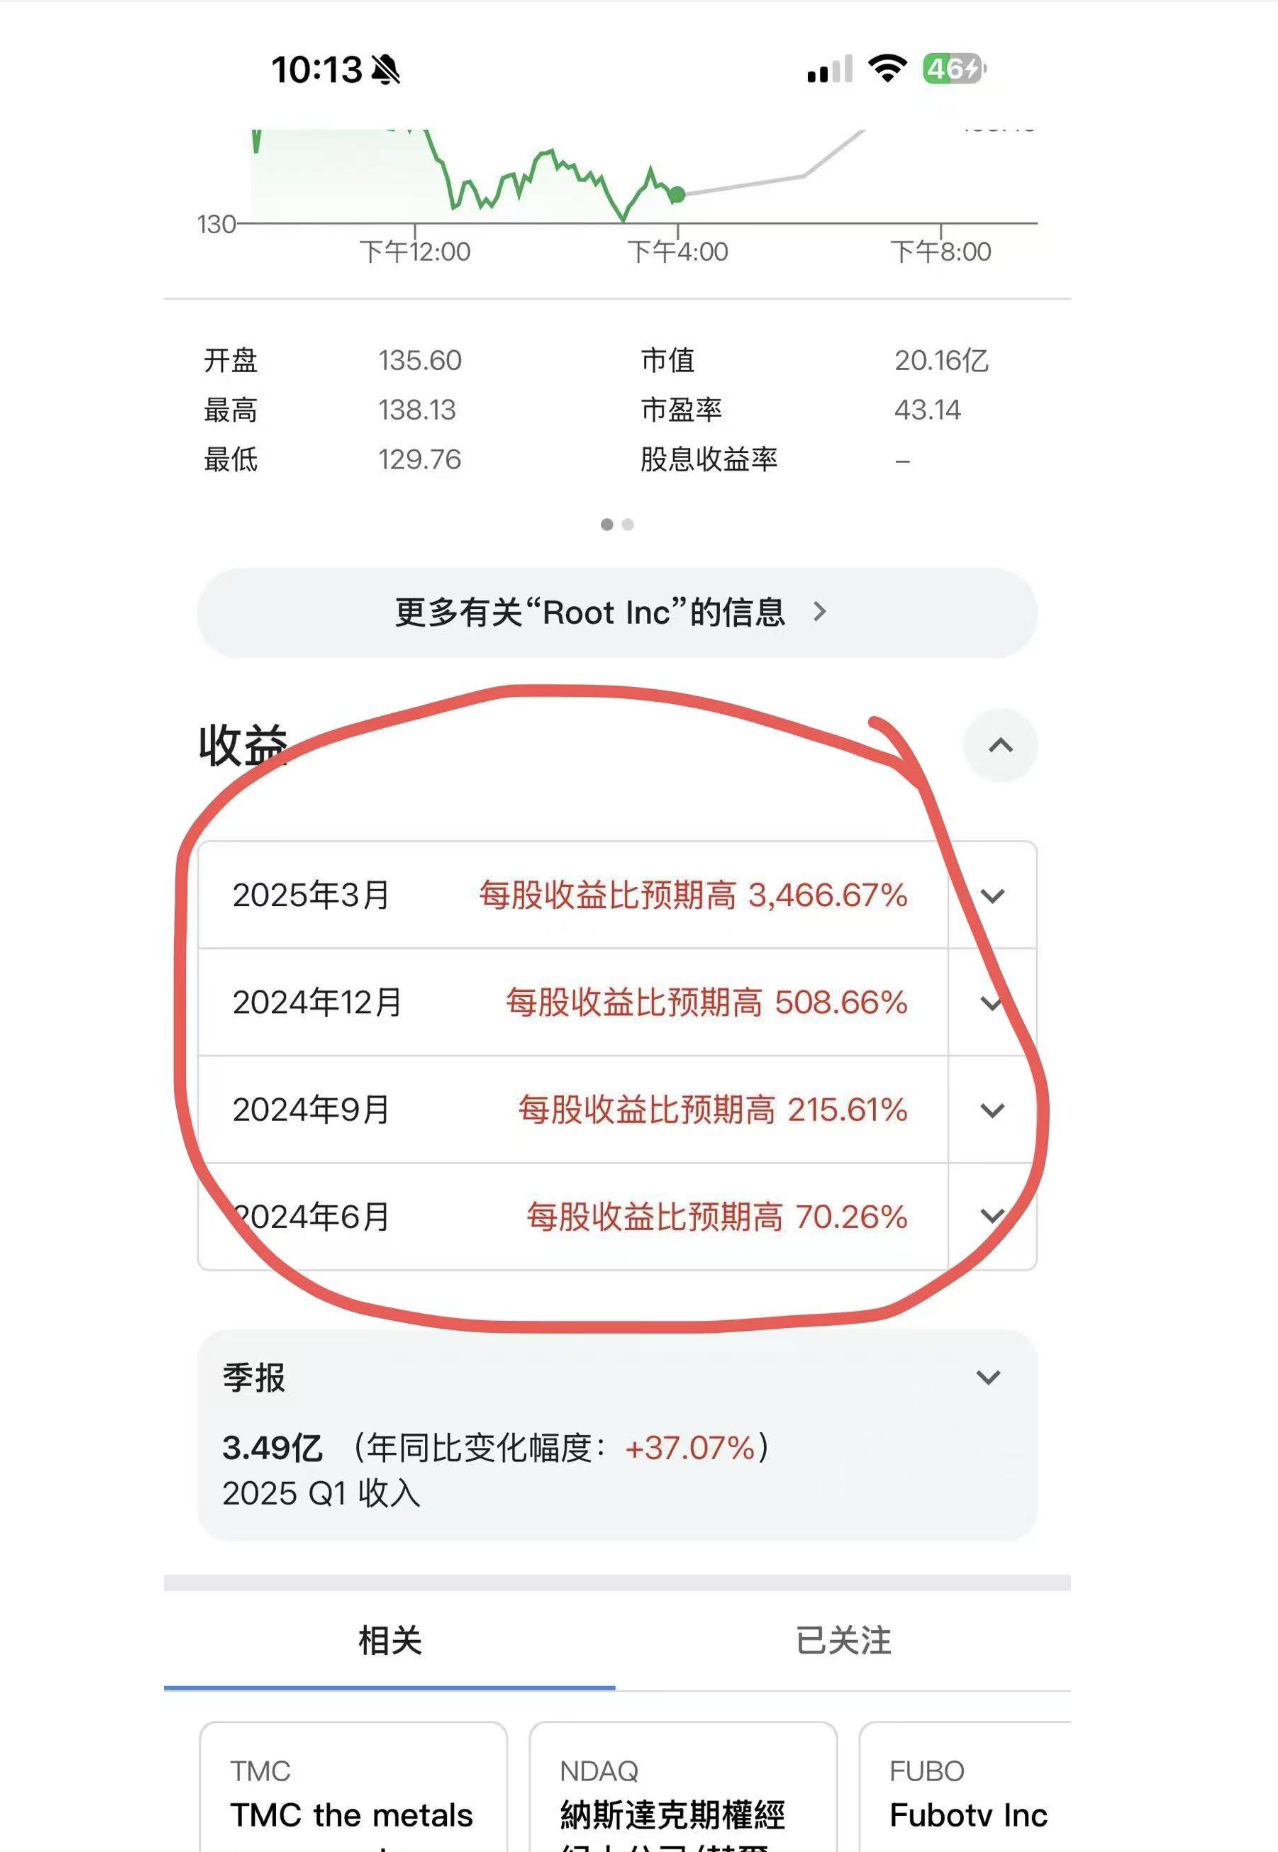 10:13
46
130
下午12:00 下午4:00 下午8:00
开盘 135.60 市值 20.16亿
最高 138.13 市盈率 43.14
最低 129.76 股息收益率 –
更多有关“Root Inc”的信息
收益
2025年3月 每股收益比预期高 3,466.67%
2024年12月 每股收益比预期高 508.66%
2024年9月 每股收益比预期高 215.61%
2024年6月 每股收益比预期高 70.26%
季报
3.49亿 （年同比变化幅度：+37.07%）
2025 Q1 收入
相关 已关注
TMC NDAQ FUBO
TMC the metals 納斯達克期權經 Fubotv Inc